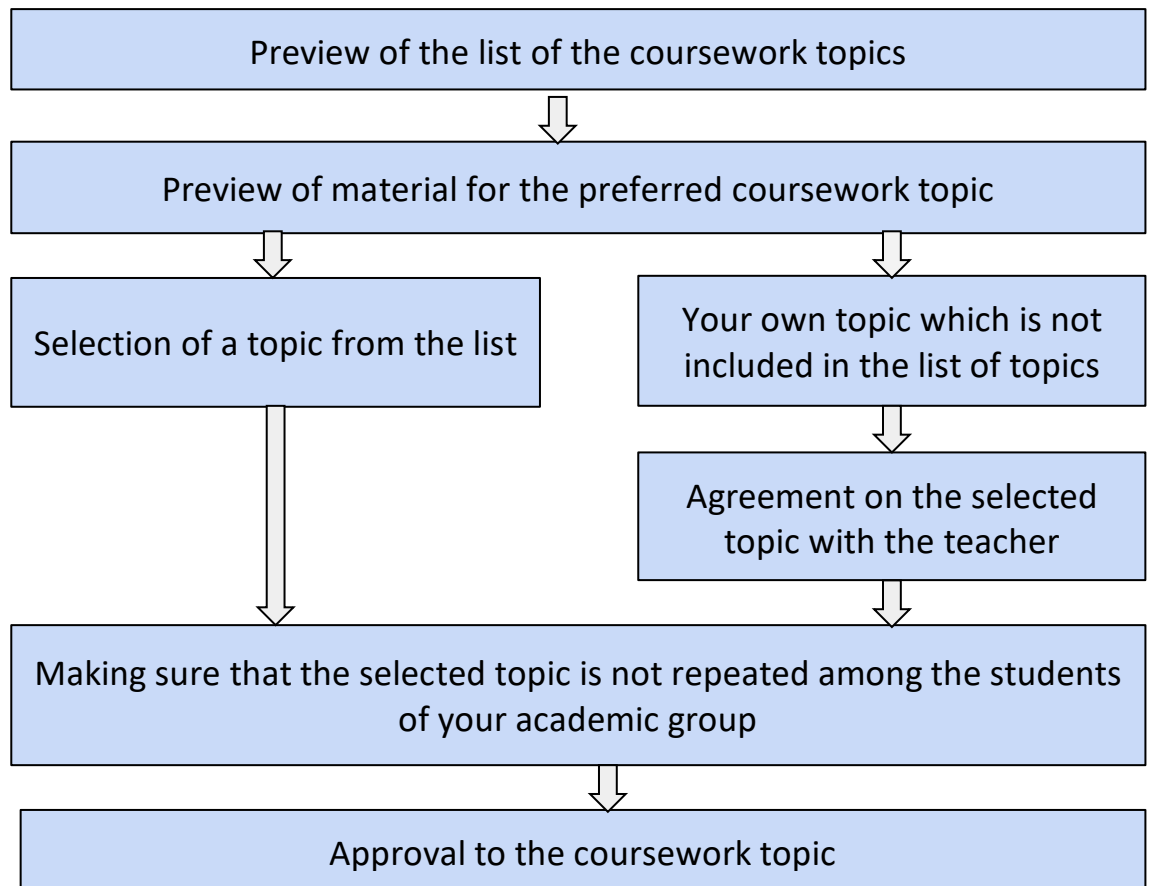 Preview of the list of the coursework topics
Preview of material for the preferred coursework topic
Selection of a topic from the list
Your own topic which is not
included in the list of topics
Agreement on the selected
topic with the teacher
Making sure that the selected topic is not repeated among the students
of your academic group
Approval to the coursework topic